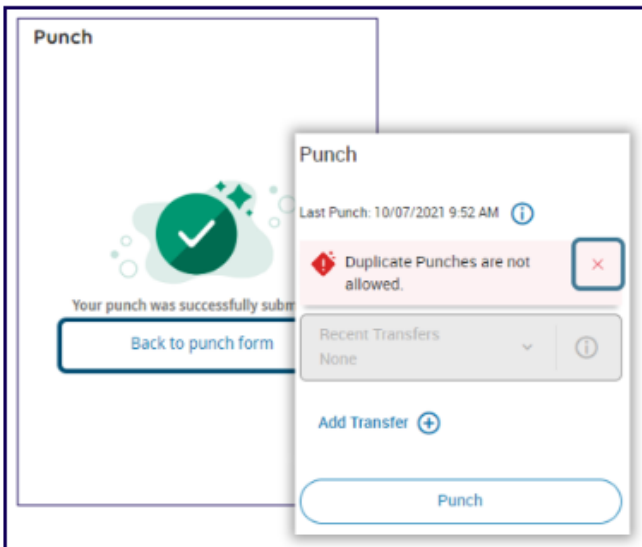 Punch
Your punch was successfully subm
Back to punch form
Punch
Last Punch: 10/07/2021 9:52 AM
Duplicate Punches are not
allowed.
Recent Transfers
None
Add Transfer
Punch